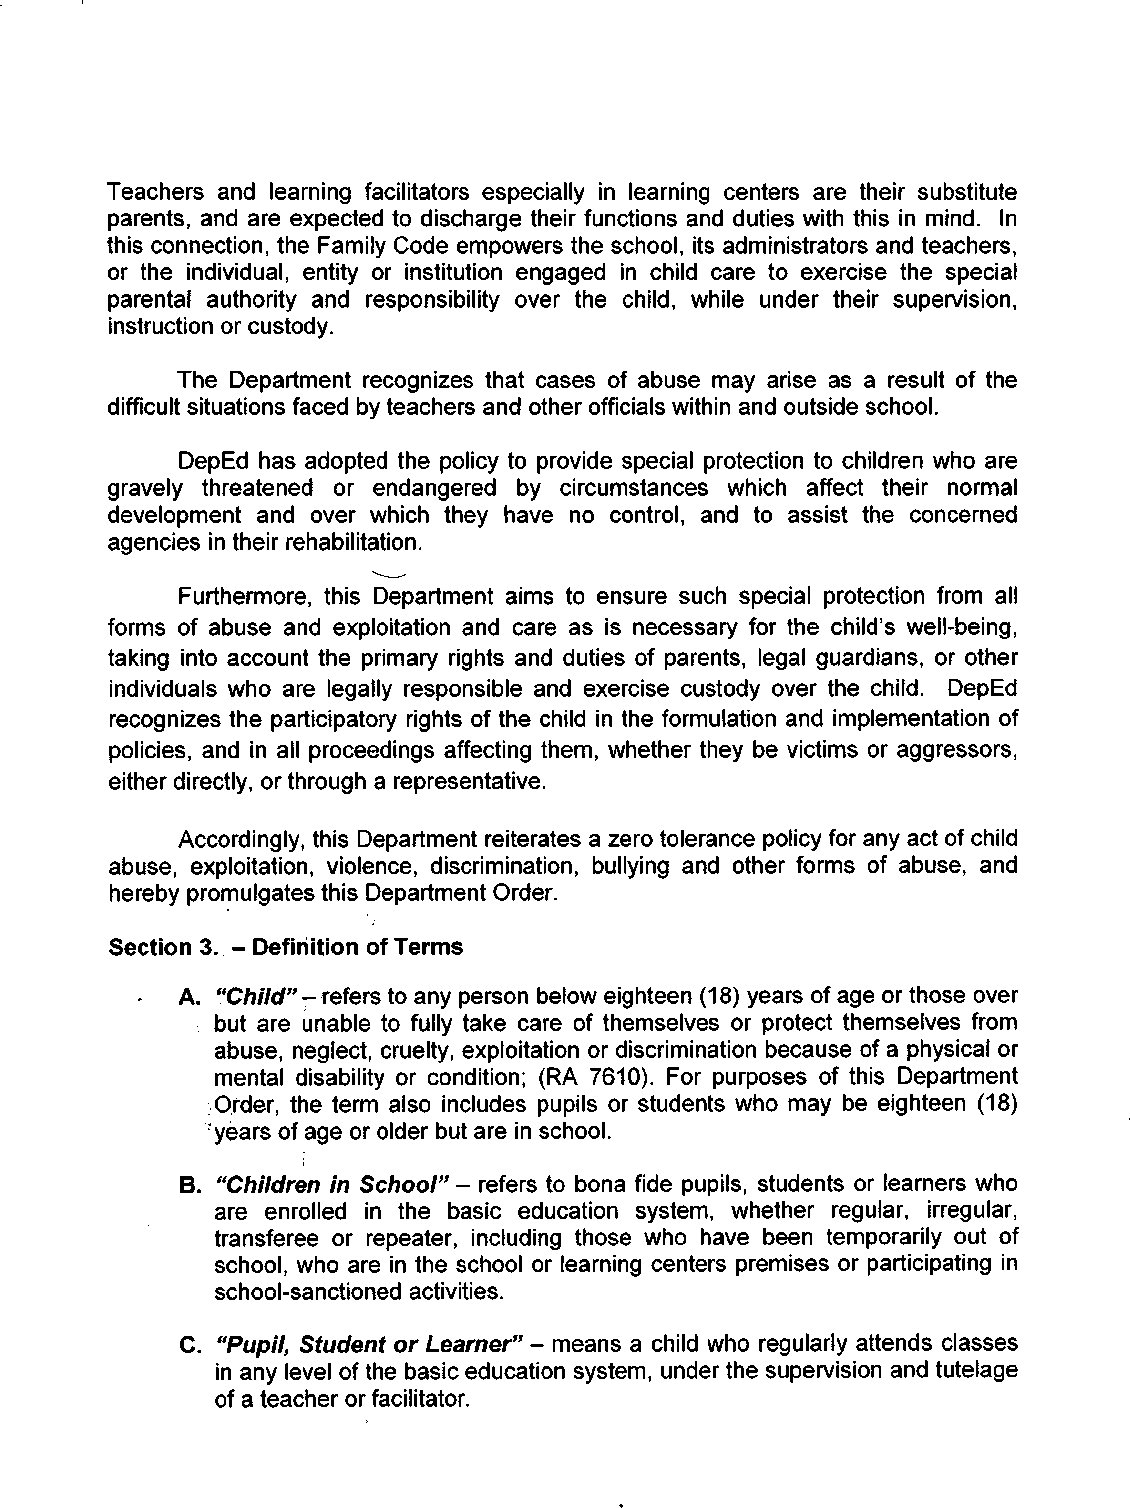 Teachers and learning facilitators especially in learning centers are their substitute
parents, and are expected to discharge their functions and duties with this in mind. In
this connection, the Family Code empowers the school, its administrators and teachers,
or the individual, entity or institution engaged in child care to exercise the special
parental authority and responsibility over the child, while under their supervision,
instruction or custody.
The Department recognizes that cases of abuse may arise as a result of the
difficult situations faced by teachers and other officials within and outside school.
DepEd has adopted the policy to provide special protection to children who are
gravely threatened or endangered by circumstances which affect their normal
development and over which they have no control, and to assist the concerned
agencies in their rehabilitation.
Furthermore, this Department aims to ensure such special protection from all
forms of abuse and exploitation and care as is necessary for the child's well-being,
taking into account the primary rights and duties of parents, legal guardians, or other
individuals who are legally responsible and exercise custody over the child. DepEd
recognizes the participatory rights of the child in the formulation and implementation of
policies, and in all proceedings affecting them, whether they be victims or aggressors,
either directly, or through a representative.
Accordingly, this Department reiterates a zero tolerance policy for any act of child
abuse, exploitation, violence, discrimination, bullying and other forms of abuse, and
hereby promulgates this Department Order.
Section 3. – Definition of Terms
A. "Child" – refers to any person below eighteen (18) years of age or those over
but are unable to fully take care of themselves or protect themselves from
abuse, neglect, cruelty, exploitation or discrimination because of a physical or
mental disability or condition; (RA 7610). For purposes of this Department
Order, the term also includes pupils or students who may be eighteen (18)
years of age or older but are in school.
B. "Children in School" – refers to bona fide pupils, students or learners who
are enrolled in the basic education system, whether regular, irregular,
transferee or repeater, including those who have been temporarily out of
school, who are in the school or learning centers premises or participating in
school-sanctioned activities.
C. "Pupil, Student or Learner" – means a child who regularly attends classes
in any level of the basic education system, under the supervision and tutelage
of a teacher or facilitator.